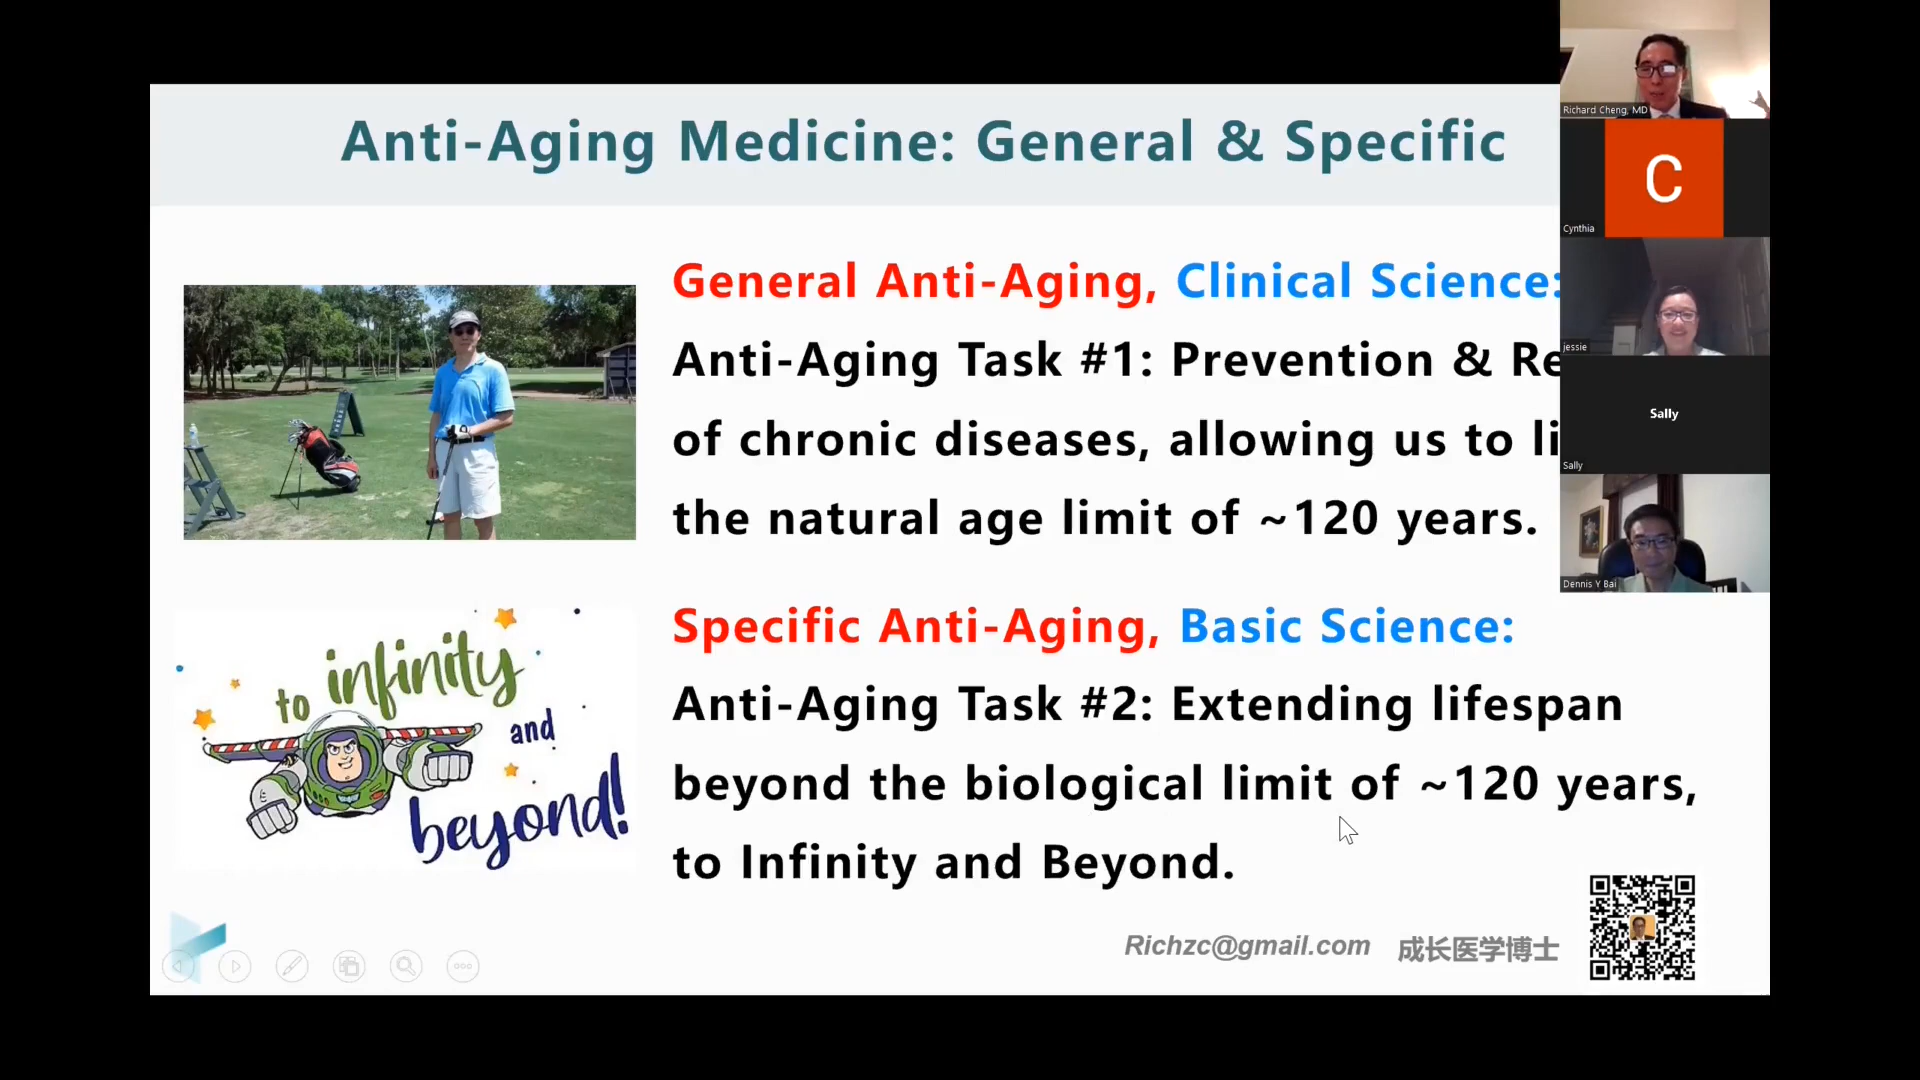 Anti-Aging Medicine: General & Specific
General Anti-Aging, Clinical Science:
Anti-Aging Task #1: Prevention &
of chronic diseases, allowing us to
the natural age limit of ~120 years.
Specific Anti-Aging, Basic Science:
Anti-Aging Task #2: Extending lifespan
beyond the biological limit of ~120 years,
to Infinity and Beyond.
to infinity
and
beyond!
Richzc@gmail.com 成长医学博士
Richard Cheng, MD
C
Cynthia
jessie
Sally
Sally
Dennis Y Bai